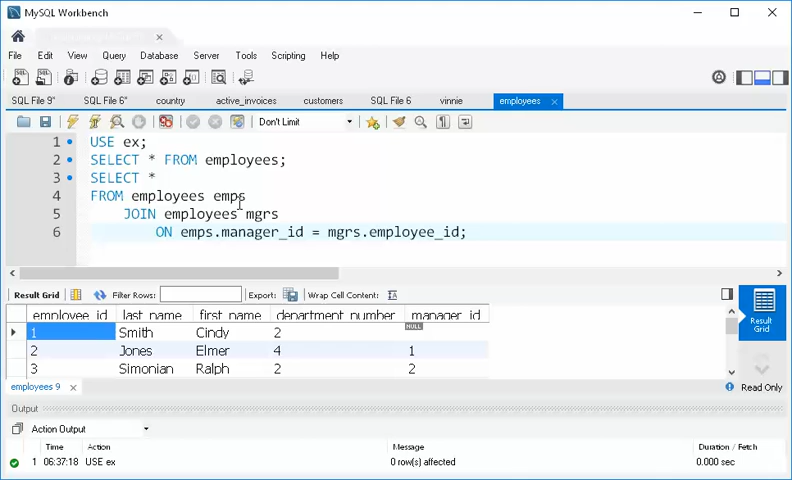 MySQL Workbench
File Edit View Query Database Server Tools Scripting Help
SQL File 9* SQL File 6* country active_invoices customers SQL File 6 vinnie employees
Don't Limit
1 USE ex;
2 SELECT * FROM employees;
3 SELECT *
4 FROM employees emps
5 JOIN employees mgrs
6 ON emps.manager_id = mgrs.employee_id;
Result Grid Filter Rows: Export: Wrap Cell Content:
employee_id last_name first_name department_number manager_id
1 Smith Cindy 2 NULL
2 Jones Elmer 4 1
3 Simonian Ralph 2 2
Result
Grid
employees 9 Read Only
Output
Action Output
Time Action Message Duration / Fetch
1 06:37:18 USE ex 0 row(s) affected 0.000 sec